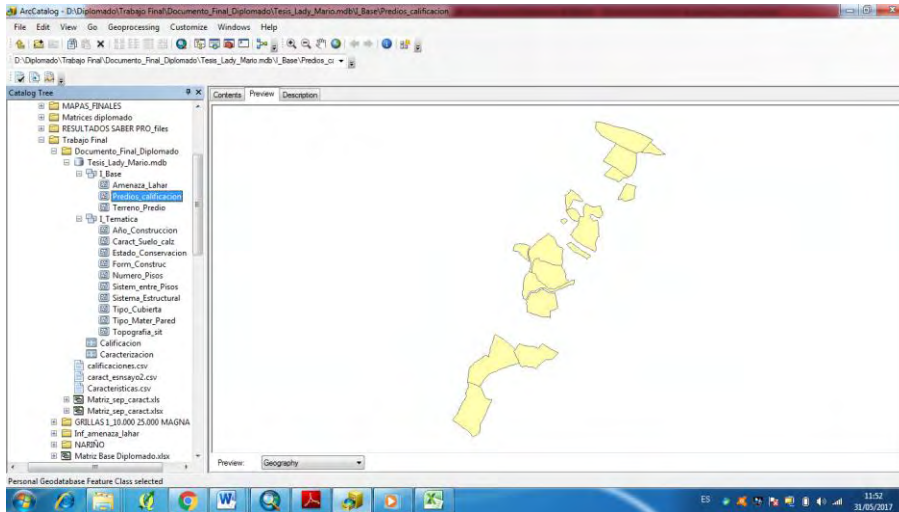 ArcCatalog - D:\Diplomado\Trabajo Final\Documento_Final_Diplomado\Tesis_Lady_Mario.mdb\I_Base\Predios_calificacion
File Edit View Go Geoprocessing Customize Windows Help
D:\Diplomado\Trabajo Final\Documento_Final_Diplomado\Tesis_Lady_Mario.mdb\I_Base\Predios_ca
Catalog Tree
Contents Preview Description
MAPAS_FINALES
Matrices diplomado
RESULTADOS SABER PRO_files
Trabajo Final
Documento_Final_Diplomado
Tesis_Lady_Mario.mdb
I_Base
Amenaza_Lahar
Predios_calificacion
Terreno_Predio
I_Tematica
Año_Construccion
Caract_Suelo_calz
Estado_Conservacion
Form_Construc
Numero_Pisos
Sistem_entre_Pisos
Sistema_Estructural
Tipo_Cubierta
Tipo_Mater_Pared
Topografia_sit
Calificacion
Caracterizacion
calificaciones.csv
caract_esnsayo2.csv
Caracteristicas.csv
Matriz_sep_caract.xls
Matriz_sep_caract.xlsx
GRILLAS 1_10.000 25.000 MAGNA
Inf_amenaza_lahar
NARIÑO
Matriz Base Diplomado.xlsx
Preview: Geography
Personal Geodatabase Feature Class selected
ES
11:52
31/05/2017